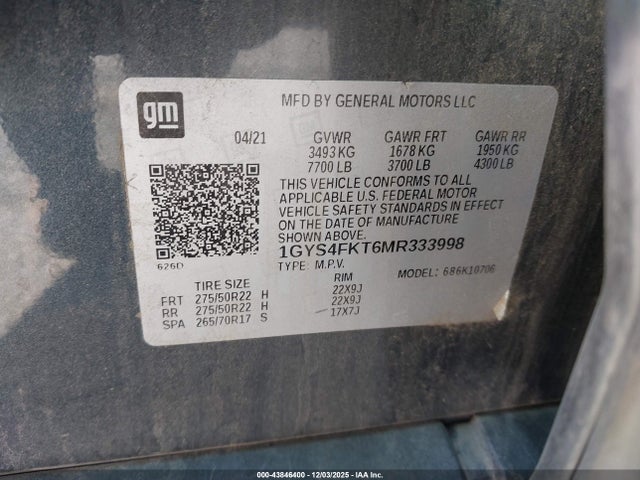 gm
MFD BY GENERAL MOTORS LLC
04/21 GVWR GAWR FRT GAWR RR
3493 KG 1678 KG 1950 KG
7700 LB 3700 LB 4300 LB
THIS VEHICLE CONFORMS TO ALL
APPLICABLE U.S. FEDERAL MOTOR
VEHICLE SAFETY STANDARDS IN EFFECT
ON THE DATE OF MANUFACTURE
SHOWN ABOVE.
1GYS4FKT6MR333998
626D
TYPE: M.P.V.
MODEL: 686K10706
TIRE SIZE RIM
FRT 275/50R22 H 22X9J
RR 275/50R22 H 22X9J
SPA 265/70R17 S 17X7J
000-43846400 12/03/2025 - IAA Inc.